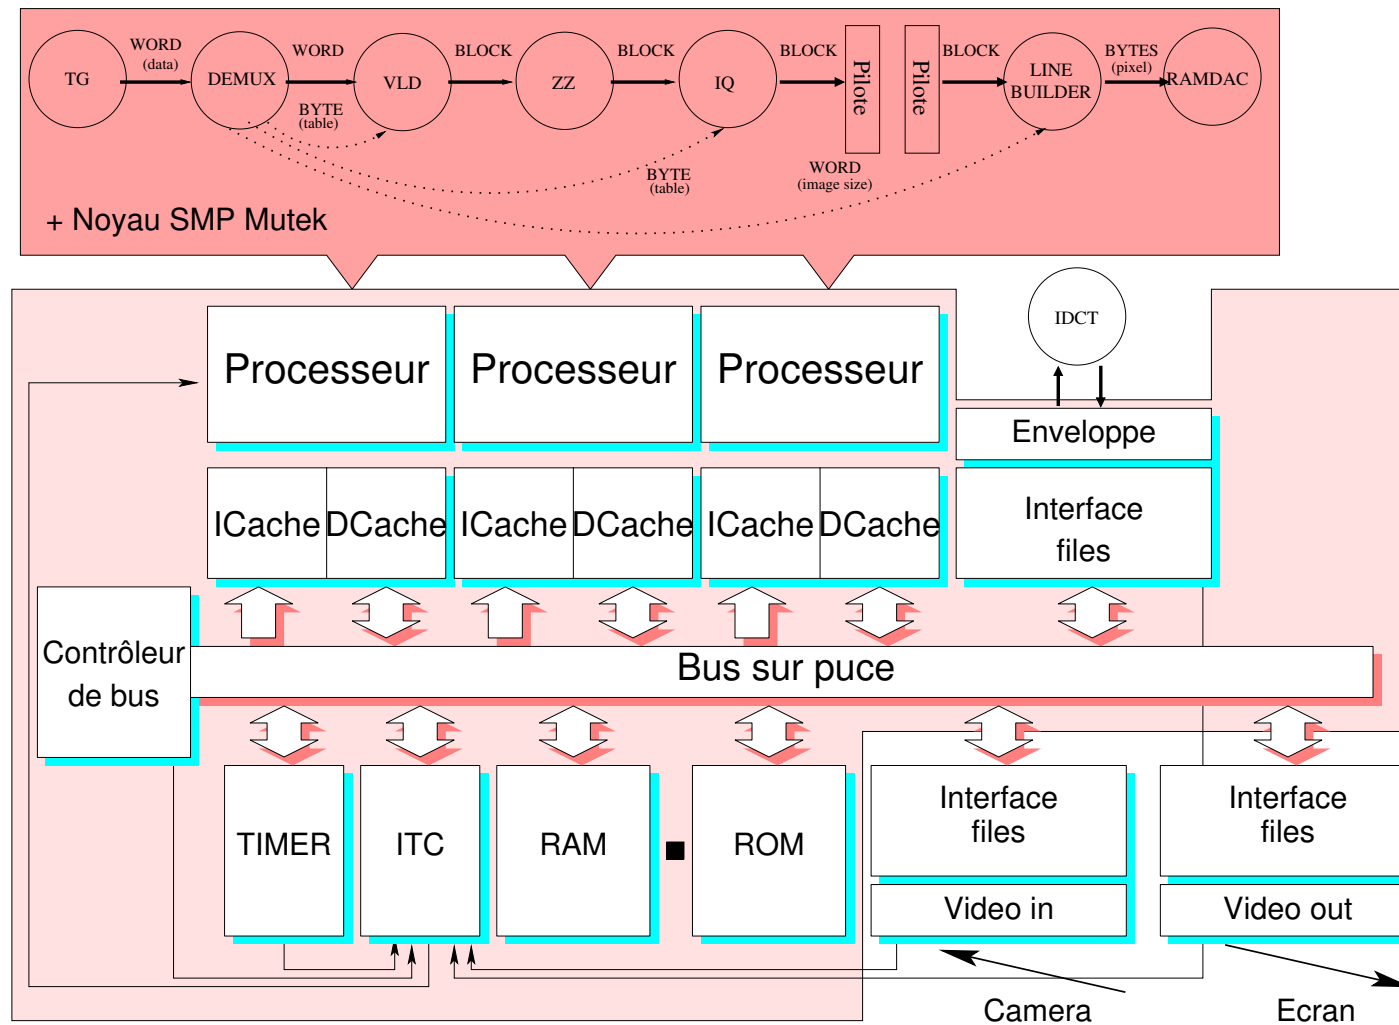 WORD
(data)
WORD
BLOCK
BLOCK
BLOCK
BLOCK
BYTES
(pixel)
TG
DEMUX
VLD
ZZ
IQ
Pilote
Pilote
LINE
BUILDER
RAMDAC
BYTE
(table)
BYTE
(table)
WORD
(image size)
+ Noyau SMP Mutek
IDCT
Processeur
Processeur
Processeur
Enveloppe
ICache
DCache
ICache
DCache
ICache
DCache
Interface
files
Contrôleur
de bus
Bus sur puce
TIMER
ITC
RAM
ROM
Interface
files
Interface
files
Video in
Video out
Camera
Ecran